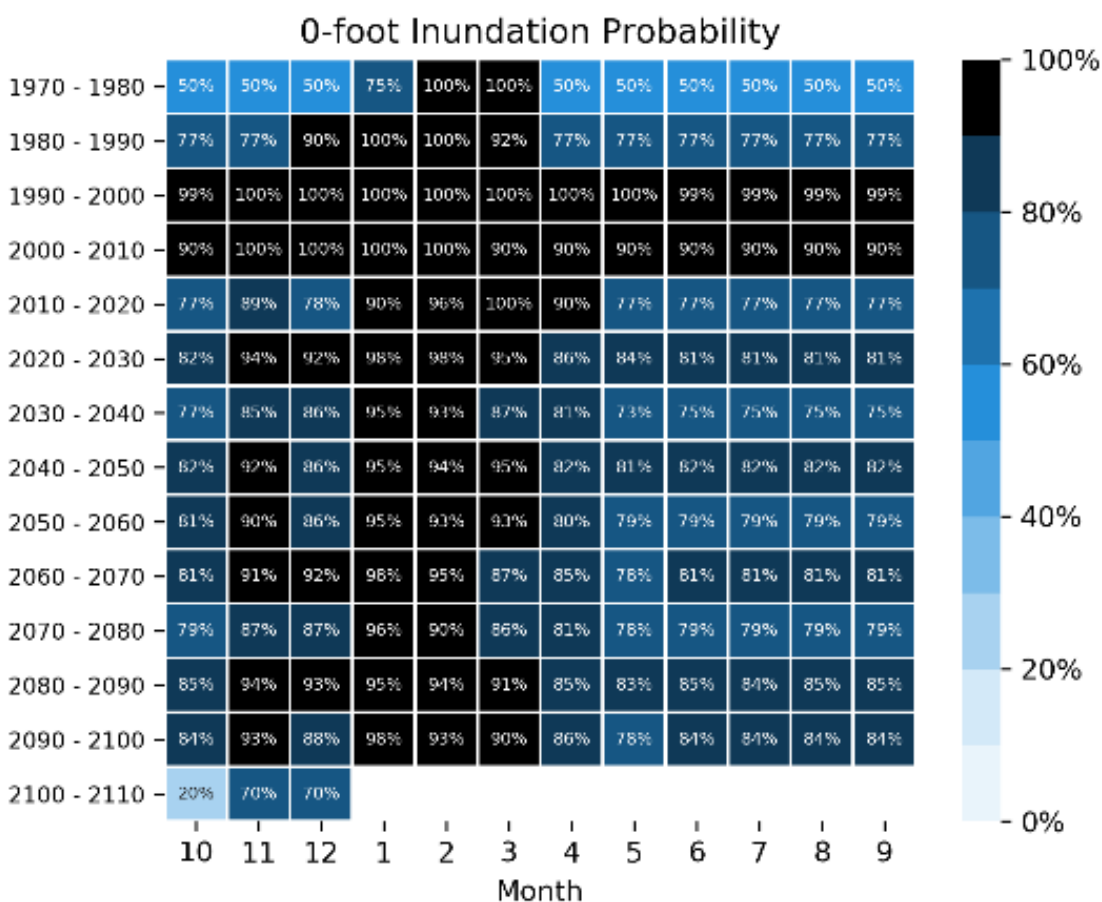 0-foot Inundation Probability
1970 - 1980 50% 50% 50% 75% 100% 100% 50% 50% 50% 50% 50% 50%
1980 - 1990 77% 77% 90% 100% 100% 92% 77% 77% 77% 77% 77% 77%
1990 - 2000 99% 100% 100% 100% 100% 100% 100% 100% 99% 99% 99% 99%
2000 - 2010 90% 100% 100% 100% 100% 90% 90% 90% 90% 90% 90% 90%
2010 - 2020 77% 89% 78% 90% 96% 100% 90% 77% 77% 77% 77% 77%
2020 - 2030 82% 94% 92% 98% 98% 95% 86% 84% 81% 81% 81% 81%
2030 - 2040 77% 85% 86% 95% 93% 87% 81% 73% 75% 75% 75% 75%
2040 - 2050 82% 92% 86% 95% 94% 95% 82% 81% 82% 82% 82% 82%
2050 - 2060 81% 90% 86% 95% 93% 93% 80% 79% 79% 79% 79% 79%
2060 - 2070 81% 91% 92% 98% 95% 87% 85% 78% 81% 81% 81% 81%
2070 - 2080 79% 87% 87% 96% 90% 86% 81% 78% 79% 79% 79% 79%
2080 - 2090 85% 94% 93% 95% 94% 91% 85% 83% 85% 84% 85% 85%
2090 - 2100 84% 93% 88% 98% 93% 90% 86% 78% 84% 84% 84% 84%
2100 - 2110 20% 70% 70%
10 11 12 1 2 3 4 5 6 7 8 9
Month
100%
80%
60%
40%
20%
0%